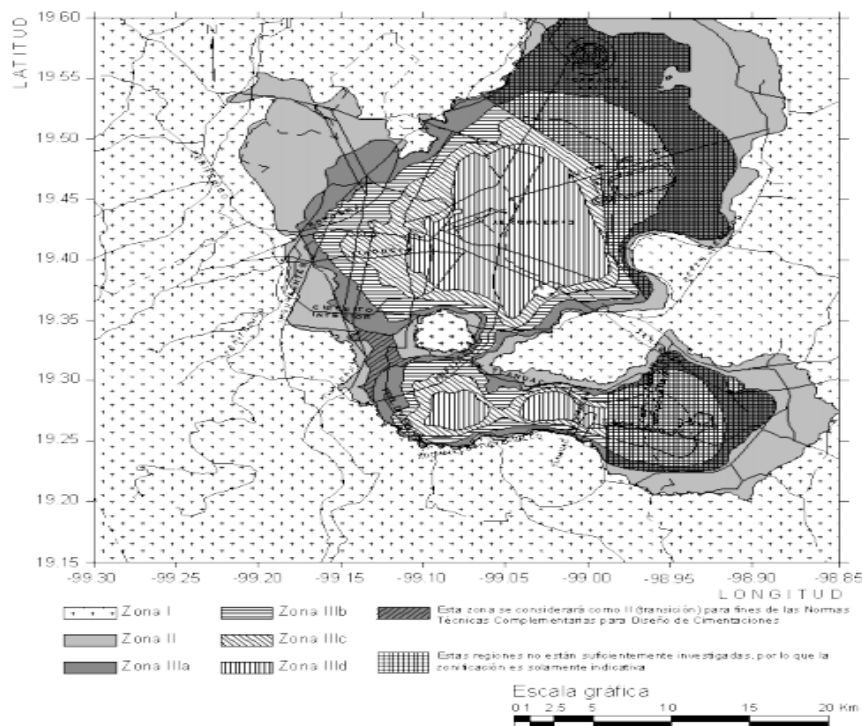 LATITUD
19.60
19.55
19.50
19.45
19.40
19.35
19.30
19.25
19.20
19.15
AEROPUERTO
CIRCUITO
INTERIOR
-99.30 -99.25 -99.20 -99.15 -99.10 -99.05 -99.00 -98.95 -98.90 -98.85
LONGITUD
Zona I
Zona II
Zona IIIa
Zona IIIb
Zona IIIc
Zona IIId
Esta zona se considerará como II (transición) para fines de las Normas
Técnicas Complementarias para Diseño de Cimentaciones
Estas regiones no están suficientemente investigadas, por lo que la
zonificación es solamente indicativa
Escala gráfica
0 1 2.5 5 10 15 20 Km